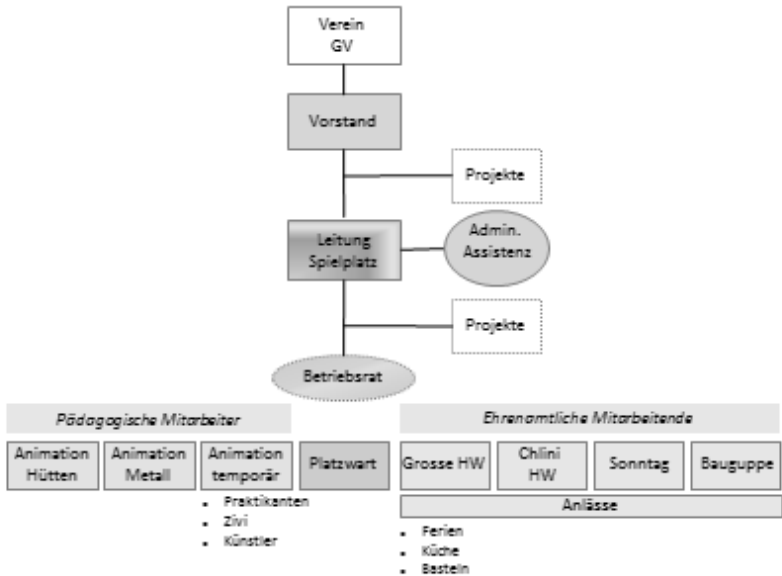 Verein
GV
Vorstand
Projekte
Leitung
Spielplatz
Admin.
Assistenz
Projekte
Betriebsrat
Pädagogische Mitarbeiter
Ehrenamtliche Mitarbeitende
Animation
Hütten
Animation
Metall
Animation
temporär
Platzwart
Grosse HW
Chlini
HW
Sonntag
Bauguppe
Anlässe
▪ Praktikanten
▪ Zivi
▪ Künstler
▪ Ferien
▪ Küche
▪ Basteln